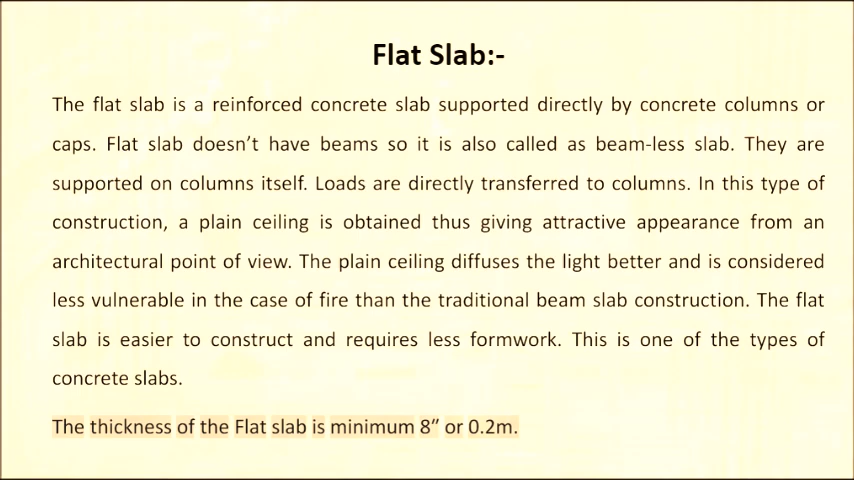 Flat Slab:-
The flat slab is a reinforced concrete slab supported directly by concrete columns or
caps. Flat slab doesn’t have beams so it is also called as beam-less slab. They are
supported on columns itself. Loads are directly transferred to columns. In this type of
construction, a plain ceiling is obtained thus giving attractive appearance from an
architectural point of view. The plain ceiling diffuses the light better and is considered
less vulnerable in the case of fire than the traditional beam slab construction. The flat
slab is easier to construct and requires less formwork. This is one of the types of
concrete slabs.
The thickness of the Flat slab is minimum 8” or 0.2m.